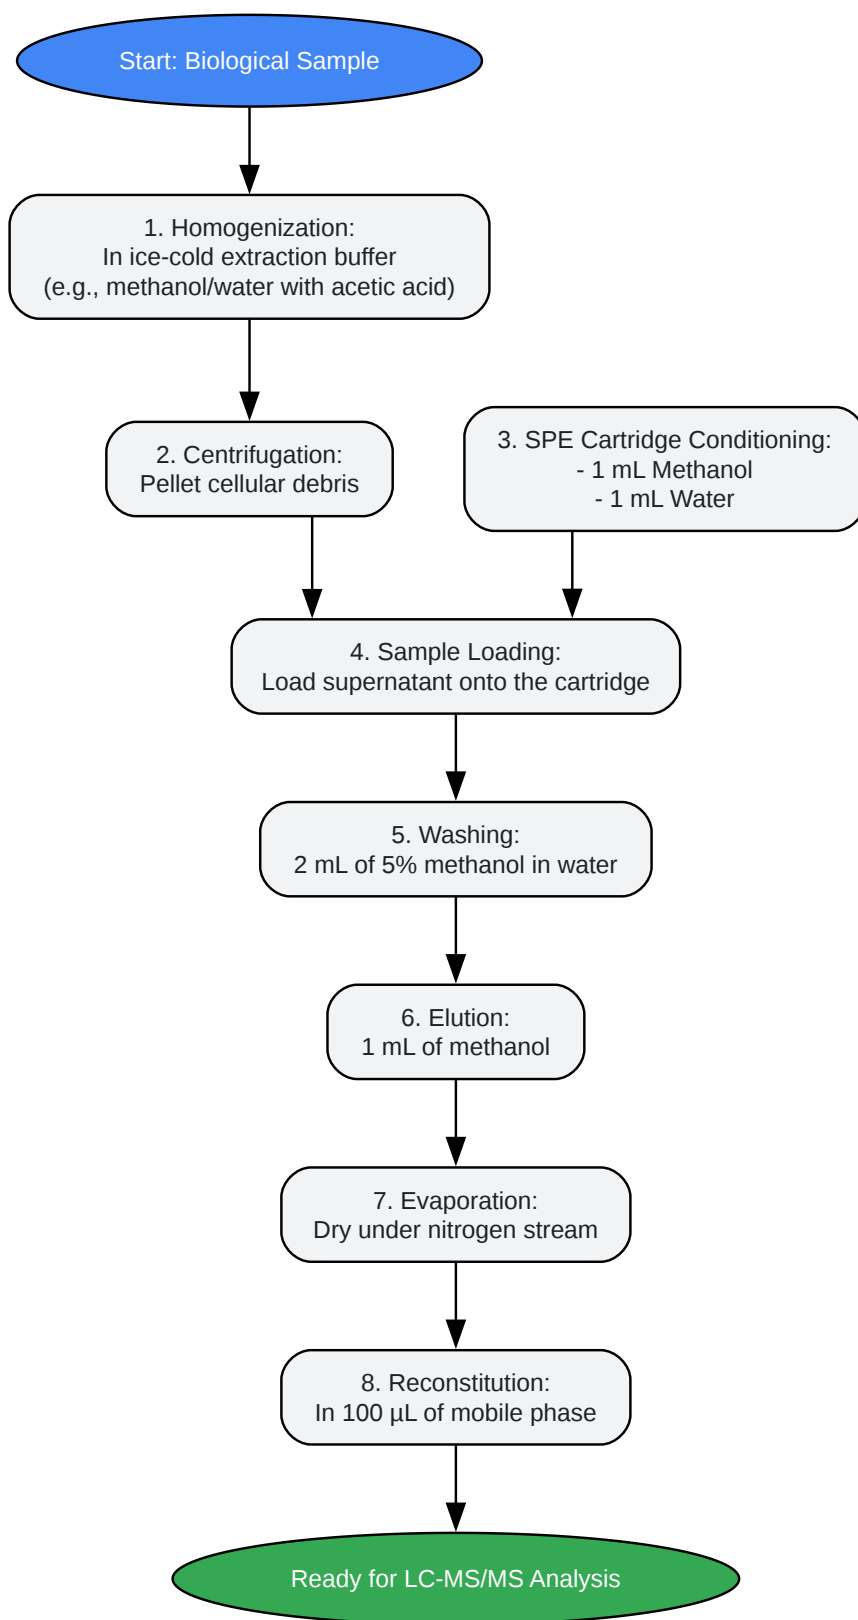 Start: Biological Sample
1. Homogenization:
In ice-cold extraction buffer
(e.g., methanol/water with acetic acid)
2. Centrifugation:
Pellet cellular debris
3. SPE Cartridge Conditioning:
- 1 mL Methanol
- 1 mL Water
4. Sample Loading:
Load supernatant onto the cartridge
5. Washing:
2 mL of 5% methanol in water
6. Elution:
1 mL of methanol
7. Evaporation:
Dry under nitrogen stream
8. Reconstitution:
In 100 µL of mobile phase
Ready for LC-MS/MS Analysis